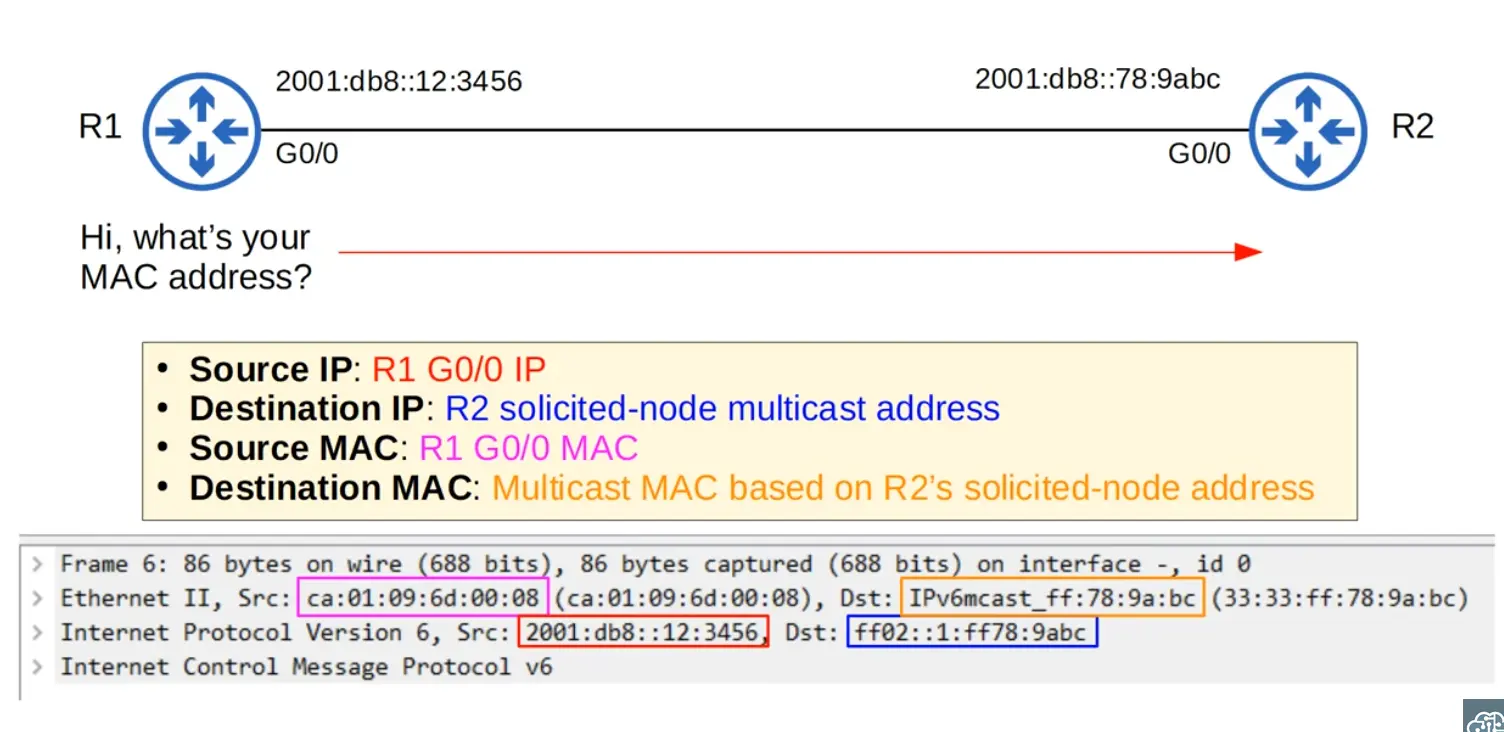 2001:db8::12:3456
2001:db8::78:9abc
R1
R2
G0/0
G0/0
Hi, what's your
MAC address?
• Source IP: R1 G0/0 IP
• Destination IP: R2 solicited-node multicast address
• Source MAC: R1 G0/0 MAC
• Destination MAC: Multicast MAC based on R2's solicited-node address
> Frame 6: 86 bytes on wire (688 bits), 86 bytes captured (688 bits) on interface -, id 0
> Ethernet II, Src: ca:01:09:6d:00:08 (ca:01:09:6d:00:08), Dst: IPv6mcast_ff:78:9a:bc (33:33:ff:78:9a:bc)
> Internet Protocol Version 6, Src: 2001:db8::12:3456, Dst: ff02::1:ff78:9abc
> Internet Control Message Protocol v6